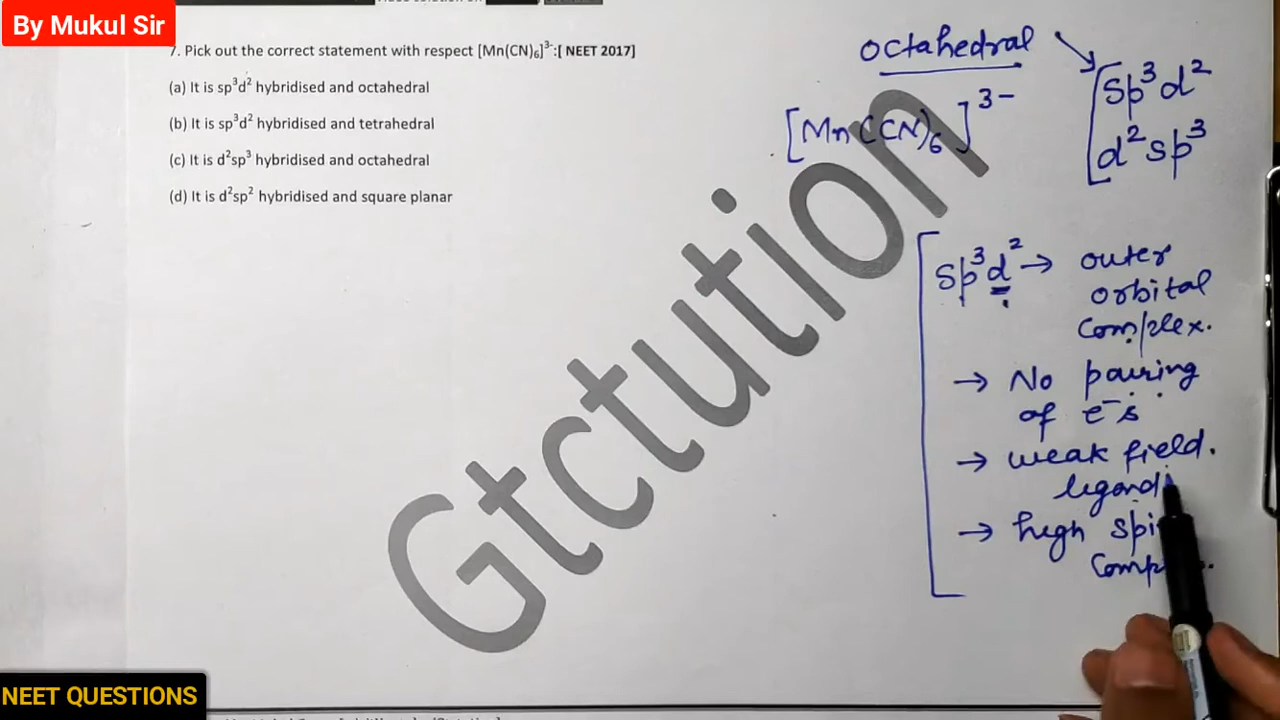 By Mukul Sir
7. Pick out the correct statement with respect [Mn(CN)₆]³⁻:[ NEET 2017]
(a) It is sp³d² hybridised and octahedral
(b) It is sp³d² hybridised and tetrahedral
(c) It is d²sp³ hybridised and octahedral
(d) It is d²sp² hybridised and square planar
octahedral
[Mn(CN)₆]³⁻
sp³d²
d²sp³
sp³d² → outer
orbital
complex.
→ No pairing
of e⁻s
→ weak field.
ligand
→ high
Gtctution
NEET QUESTIONS